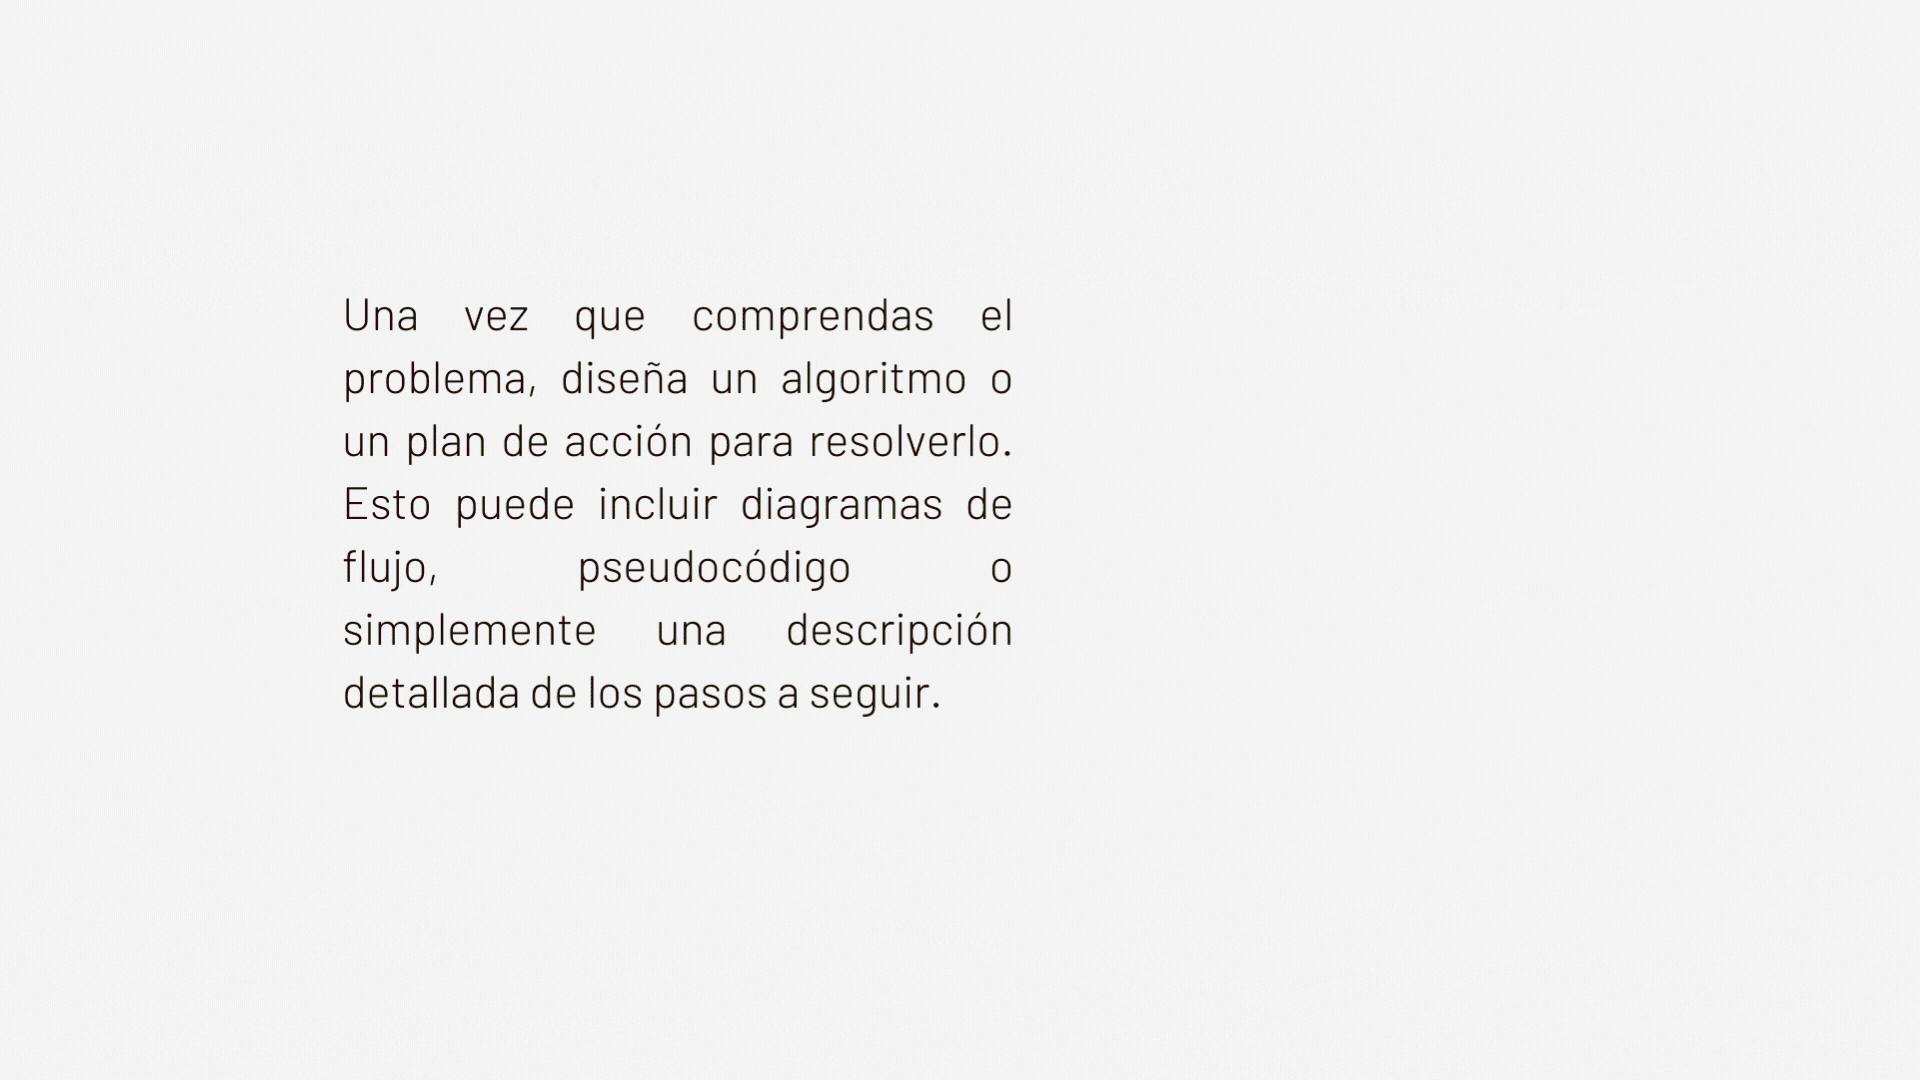 Una vez que comprendas el
problema, diseña un algoritmo o
un plan de acción para resolverlo.
Esto puede incluir diagramas de
flujo, pseudocódigo o
simplemente una descripción
detallada de los pasos a seguir.